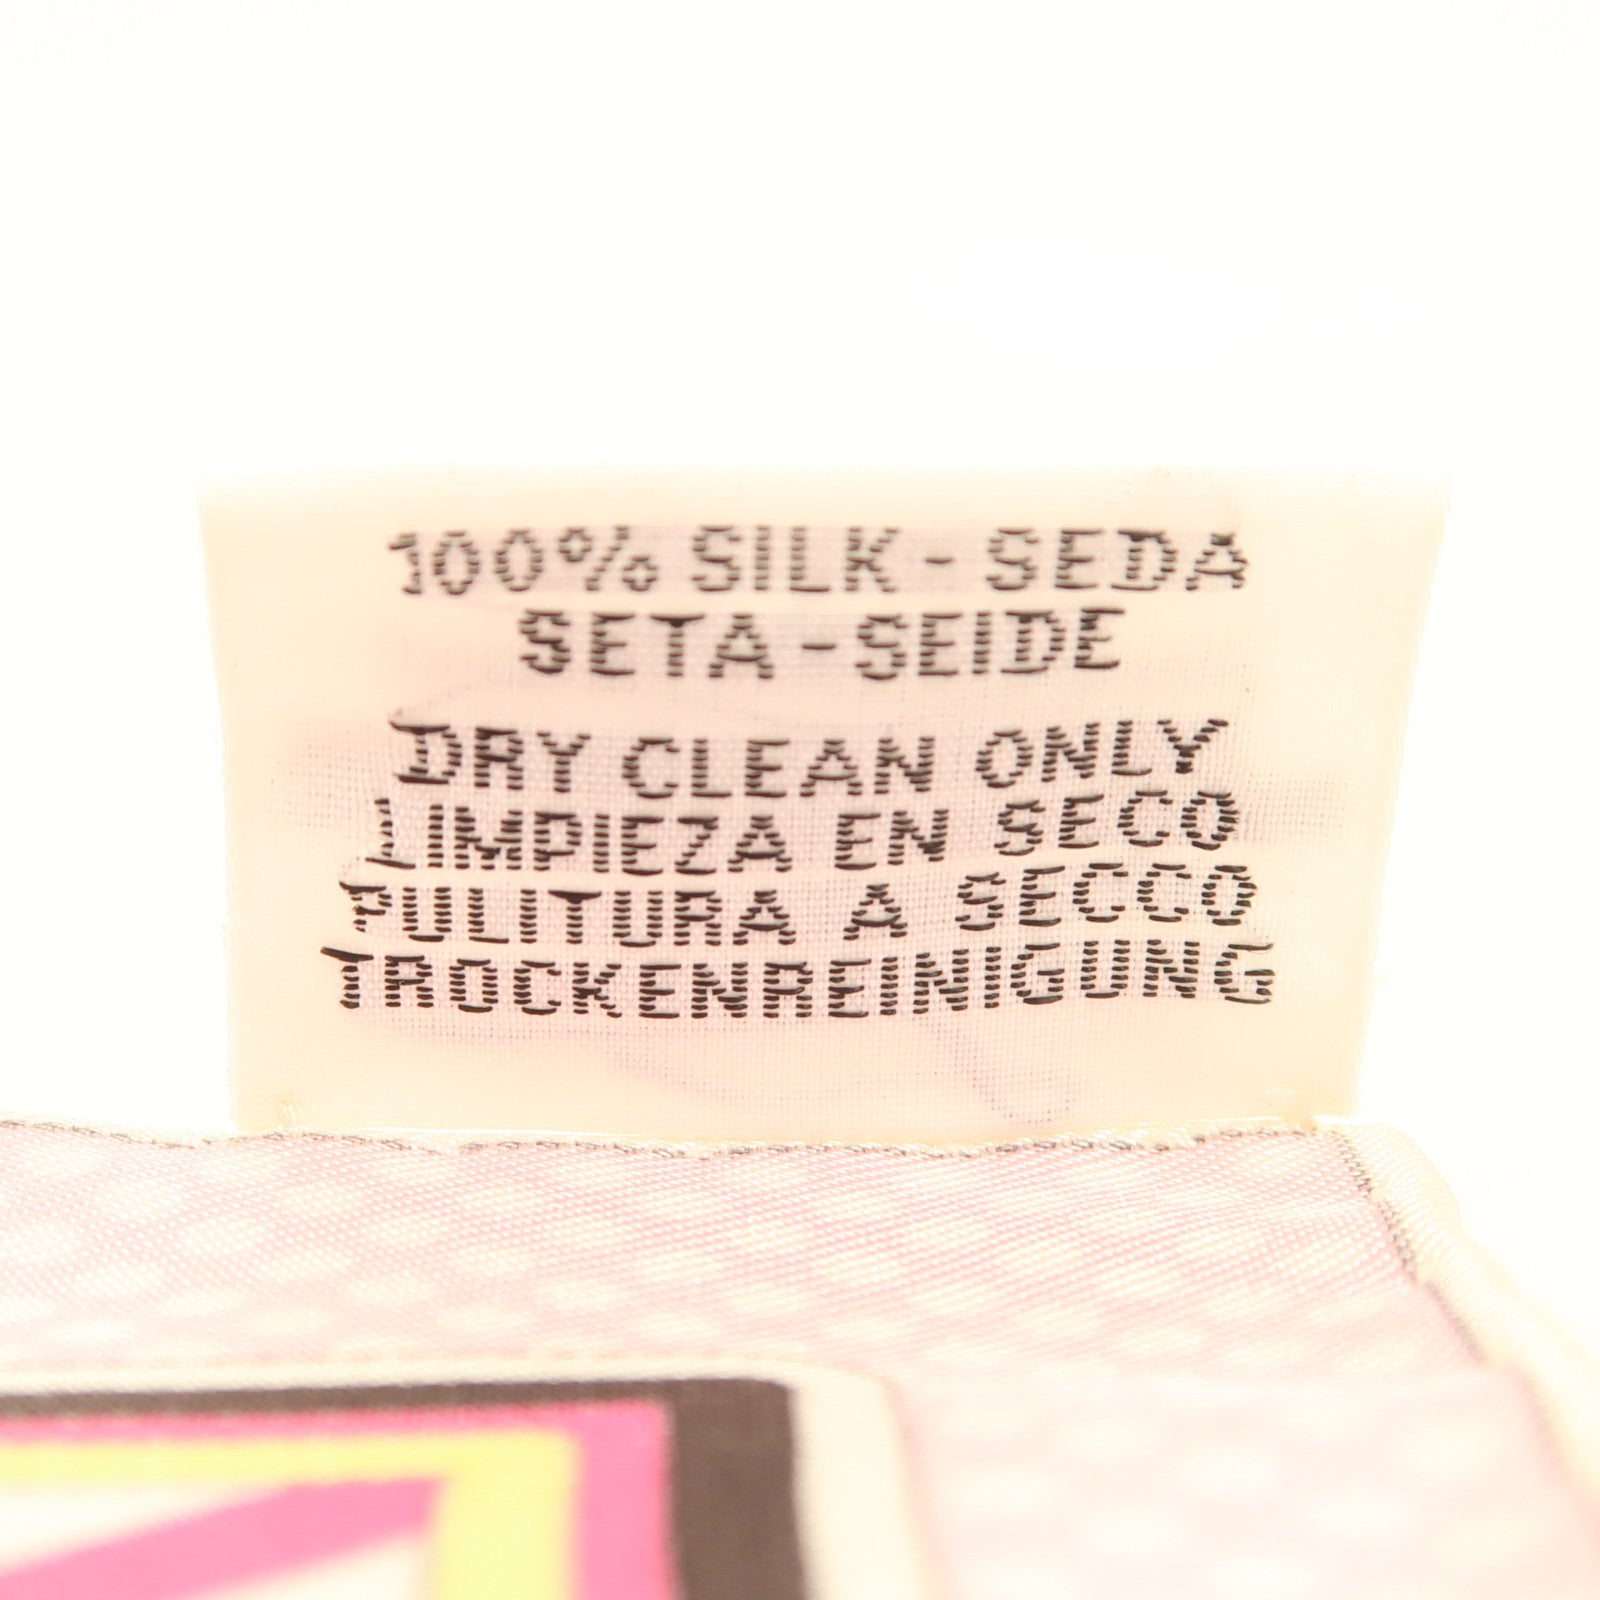 100% SILK - SEDA
SETA - SEIDE
DRY CLEAN ONLY
LIMPIEZA EN SECO
PULITURA A SECCO
TROCKENREINIGUNG